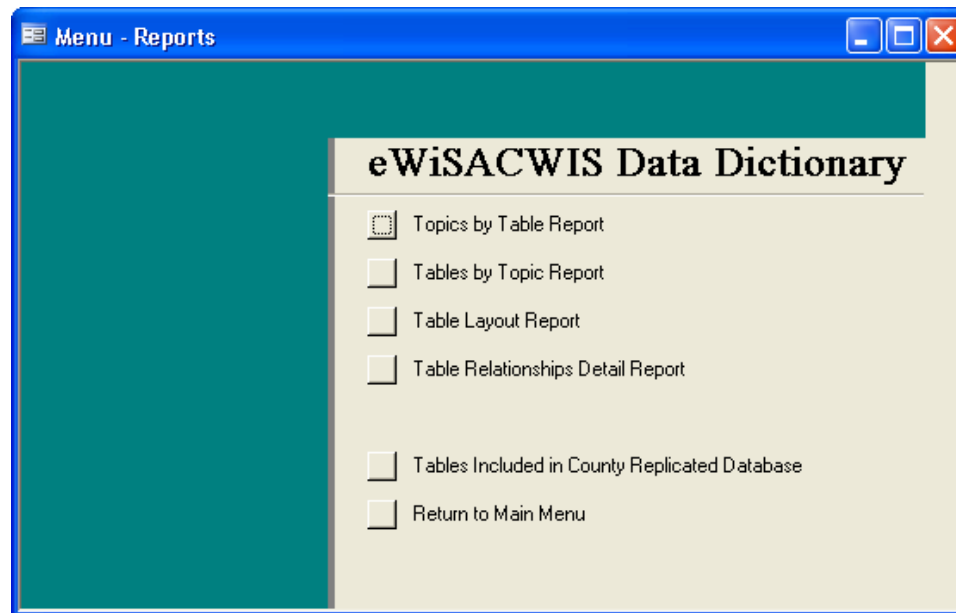 Menu - Reports
eWiSACWIS Data Dictionary
Topics by Table Report
Tables by Topic Report
Table Layout Report
Table Relationships Detail Report
Tables Included in County Replicated Database
Return to Main Menu